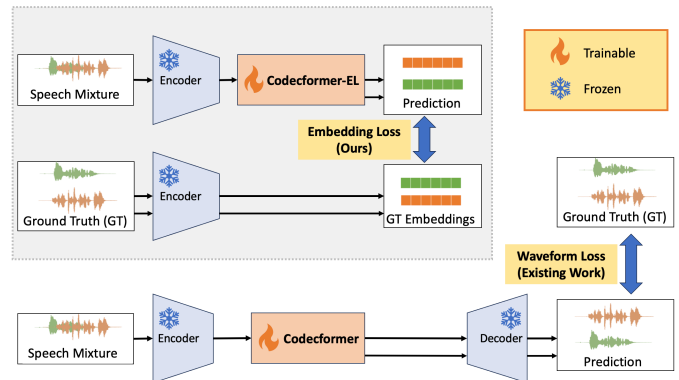 Speech Mixture
Encoder
Codecformer-EL
Prediction
Trainable
Frozen
Embedding Loss
(Ours)
Ground Truth (GT)
Encoder
GT Embeddings
Ground Truth (GT)
Waveform Loss
(Existing Work)
Speech Mixture
Encoder
Codecformer
Decoder
Prediction